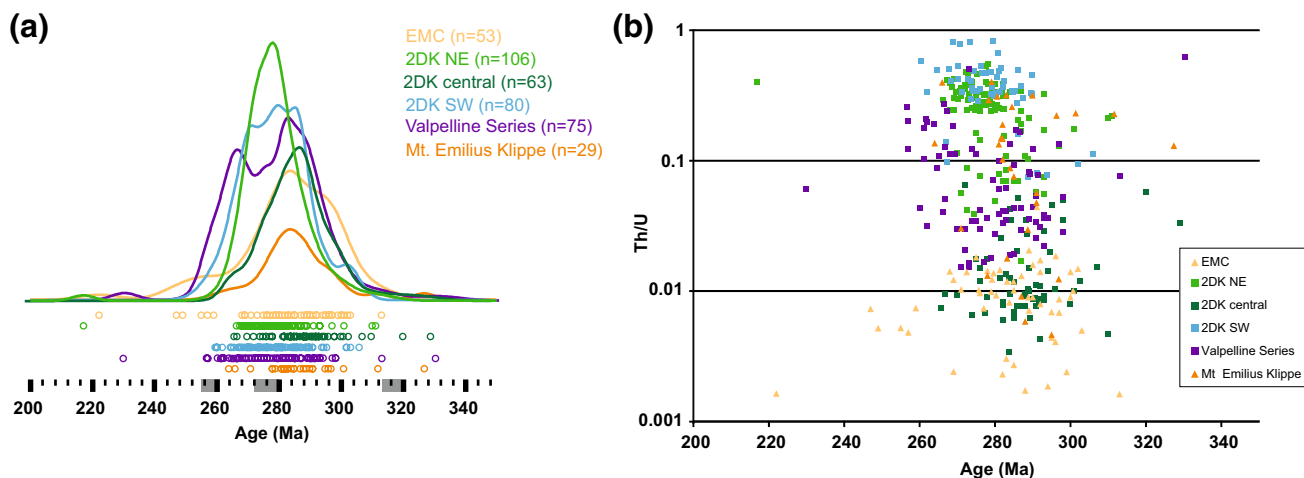 (a)
EMC (n=53)
2DK NE (n=106)
2DK central (n=63)
2DK SW (n=80)
Valpelline Series (n=75)
Mt. Emilius Klippe (n=29)
200 220 240 260 280 300 320 340
Age (Ma)
(b)
1
0.1
0.01
0.001
Th/U
200 220 240 260 280 300 320 340
Age (Ma)
EMC
2DK NE
2DK central
2DK SW
Valpelline Series
Mt Emilius Klippe